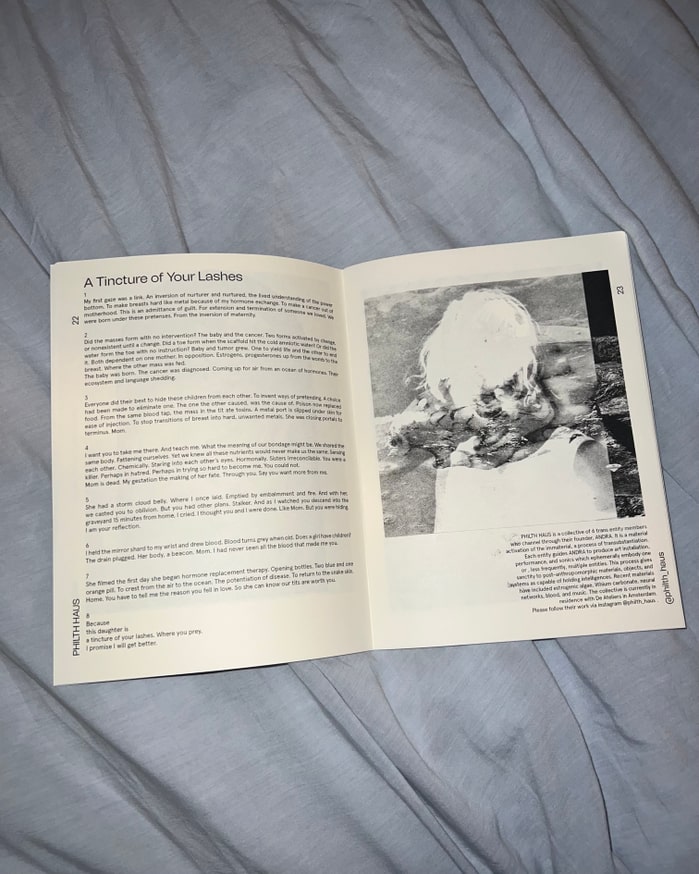 A Tincture of Your Lashes
1
My first gaze was a link. An inversion of nurturer and nurtured, the fixed understanding of the power
bottom. To make breasts hard like metal because of my hormone exchange. To make a cancer out of
motherhood. This is an admittance of guilt. For extension and termination of someone we loved. We
were born under these pretenses. From the inversion of maternity.
2
Did the masses form with no intervention? The baby and the cancer. Two forms activated by change,
or nonexistent until a change. Did a toe form when the scaffold hit the cold amniotic water? Or did the
water form the toe with no instruction? Baby and tumor grew. One to yield life and the other to end
it. Both dependent on one mother. In opposition. Estrogens, progesterones up from the womb to the
breast. Where the other mass was fed.
The baby was born. The cancer was diagnosed. Coming up for air from an ocean of hormones. Their
ecosystem and language shedding.
3
Everyone did their best to hide these children from each other. To invent ways of pretending. A choice
had been made to eliminate one. The one the other caused, was the cause of. Poison now replaced
food. From the same blood tap, the mass in the tit ate toxins. A metal port is slipped under skin for
ease of injection. To stop transitions of breast into hard, unwanted metals. She was closing portals to
terminus. Mom.
4
I want you to take me there. And teach me. What the meaning of our bondage might be. We shared the
same body. Fattening ourselves. Yet we knew all these nutrients would never make us the same. Sensing
each other. Chemically. Staring into each other's eyes. Hormonally. Sisters irreconcilable. You were a
killer. Perhaps in hatred. Perhaps in trying so hard to become me. You could not.
Mom is dead. My gestation the making of her fate. Through you. Say you want more from me.
5
She had a storm cloud belly. Where I once laid. Emptied by embalmment and fire. And with her,
we casted you to oblivion. But you had other plans. Stalker. And as I watched you descend into the
graveyard 15 minutes from home, I cried. I thought you and I were done. Like Mom. But you were hiding.
I am your reflection.
6
I held the mirror shard to my wrist and drew blood. Blood turns grey when old. Does a girl have children?
The drain plugged. Her body, a beacon. Mom, I had never seen all the blood that made me you.
7
She filmed the first day she began hormone replacement therapy. Opening bottles. Two blue and one
orange pill. To crest from the air to the ocean. The potentiation of disease. To return to the snake skin.
Home. You have to tell me the reason you fell in love. So she can know our tits are worth you.
8
Because
this daughter is
a tincture of your lashes. Where you prey.
I promise I will get better.
22
PHILTH HAUS
23
PHILTH HAUS is a collective of 6 trans entity members
who channel through their founder, ANDRA. It is a material
activation of the immaterial, a process of transubstantiation.
Each entity guides ANDRA to produce art installation,
performance, and sonics which ephemerally embody one
or, less frequently, multiple entities. This process gives
sanctity to post-anthropomorphic materials, objects, and
systems as capable of holding intelligences. Recent materials
have included estrogenic algae, lithium carbonate, neural
networks, blood, and music. The collective is currently in
residence with De Ateliers in Amsterdam.
Please follow their work via Instagram @philth_haus.
@philth_haus